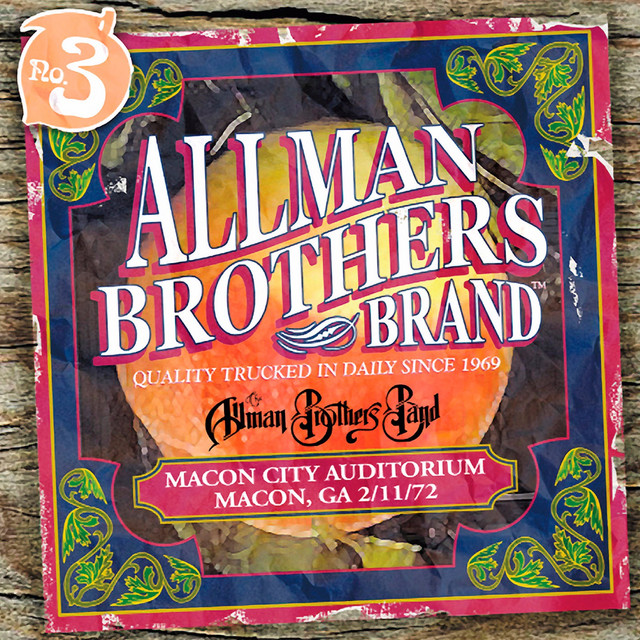 No. 3
ALLMAN
BROTHERS
BRAND™
QUALITY TRUCKED IN DAILY SINCE 1969
The Allman Brothers Band
MACON CITY AUDITORIUM
MACON, GA 2/11/72